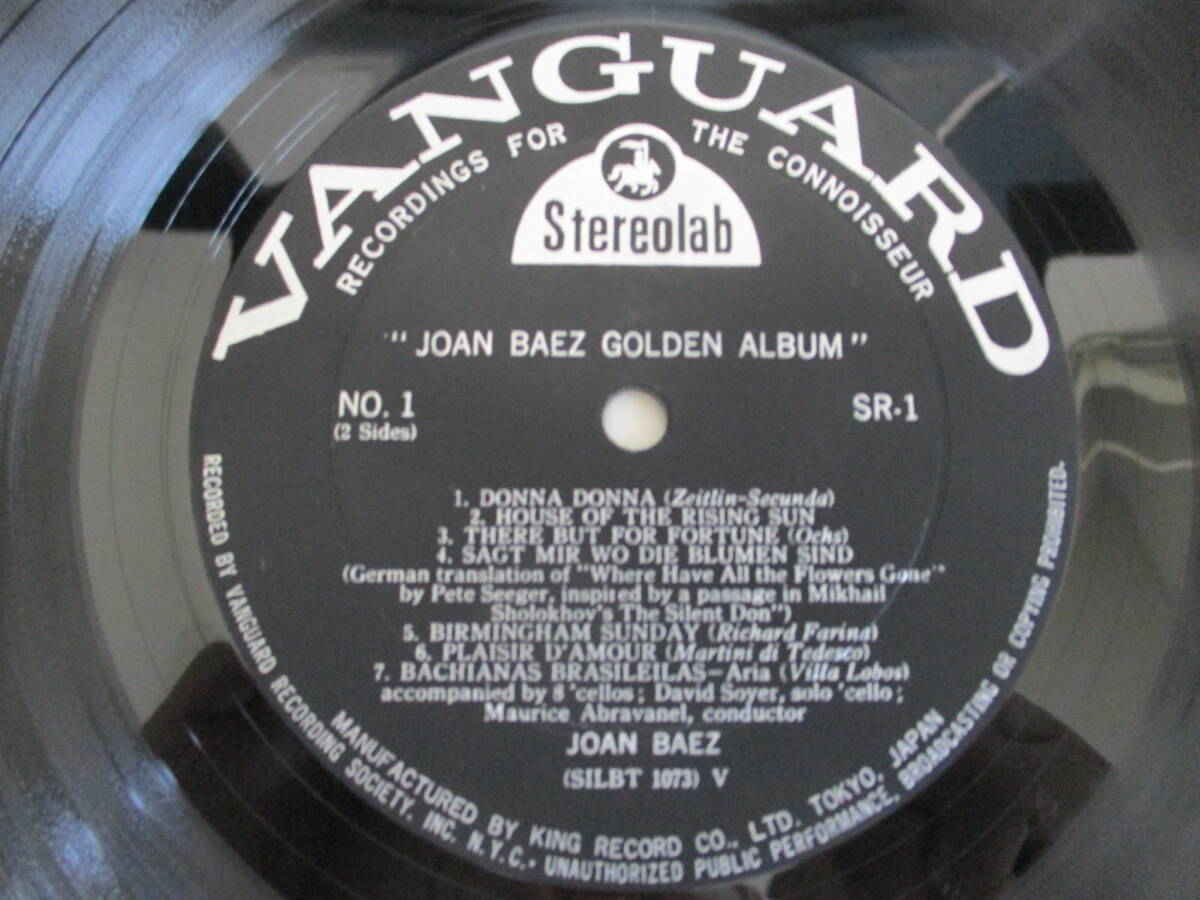 VANGUARD
RECORDINGS FOR THE CONNOISSEUR
Stereolab
"JOAN BAEZ GOLDEN ALBUM"
NO. 1
(2 Sides)
SR-1
1. DONNA DONNA (Zeitlin-Secunda)
2. HOUSE OF THE RISING SUN
3. THERE BUT FOR FORTUNE (Ochs)
4. SAGT MIR WO DIE BLUMEN SIND
(German translation of "Where Have All the Flowers Gone'"
by Pete Seeger, inspired by a passage in Mikhail
Sholokhov's The Silent Don")
5. BIRMINGHAM SUNDAY (Richard Farina)
6. PLAISIR D'AMOUR (Martini di Tedesco)
7. BACHIANAS BRASILEILAS-Aria (Villa Lobos)
accompanied by 8 'cellos; David Soyer, solo 'cello;
Maurice Abravanel, conductor
JOAN BAEZ
(SILBT 1073) V
MANUFACTURED BY KING RECORD CO., LTD. TOKYO, JAPAN
RECORDED BY VANGUARD RECORDING SOCIETY, INC. N.Y.C. • UNAUTHORIZED PUBLIC PERFORMANCE, BROADCASTING OR COPYING PROHIBITED.